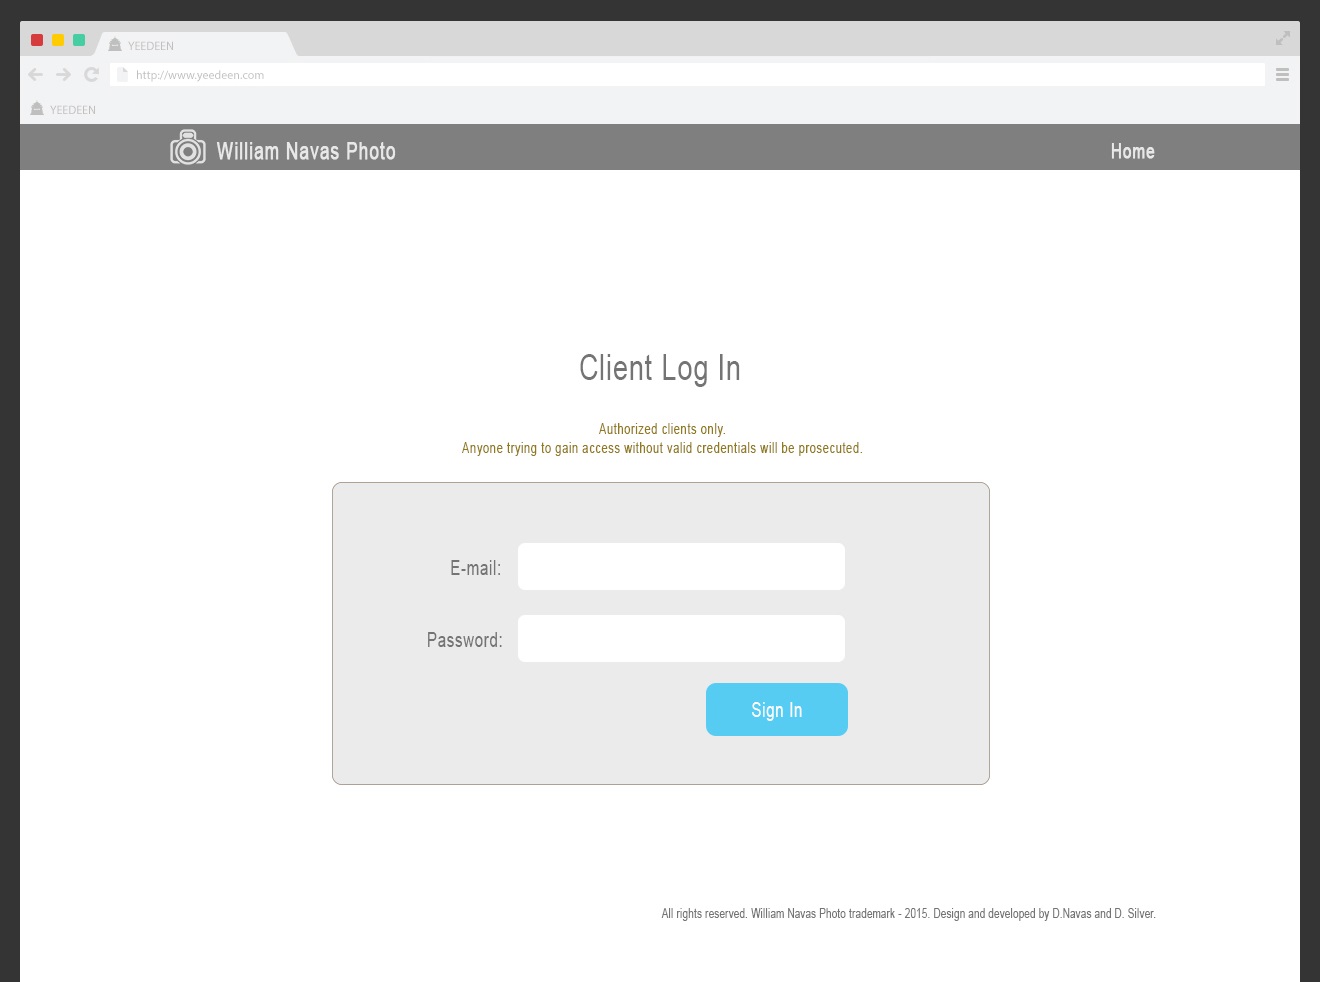 YEEDEEN
http://www.yeedeen.com
YEEDEEN
William Navas Photo
Home
Client Log In
Authorized clients only.
Anyone trying to gain access without valid credentials will be prosecuted.
E-mail:
Password:
Sign In
All rights reserved. William Navas Photo trademark - 2015. Design and developed by D.Navas and D. Silver.